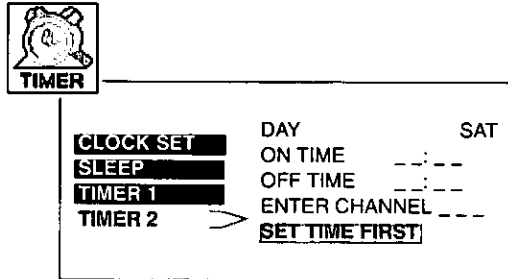 TIMER
CLOCK SET
SLEEP
TIMER 1
TIMER 2
DAY SAT
ON TIME _ _:_ _
OFF TIME _ _:_ _
ENTER CHANNEL _ _ _
SET TIME FIRST